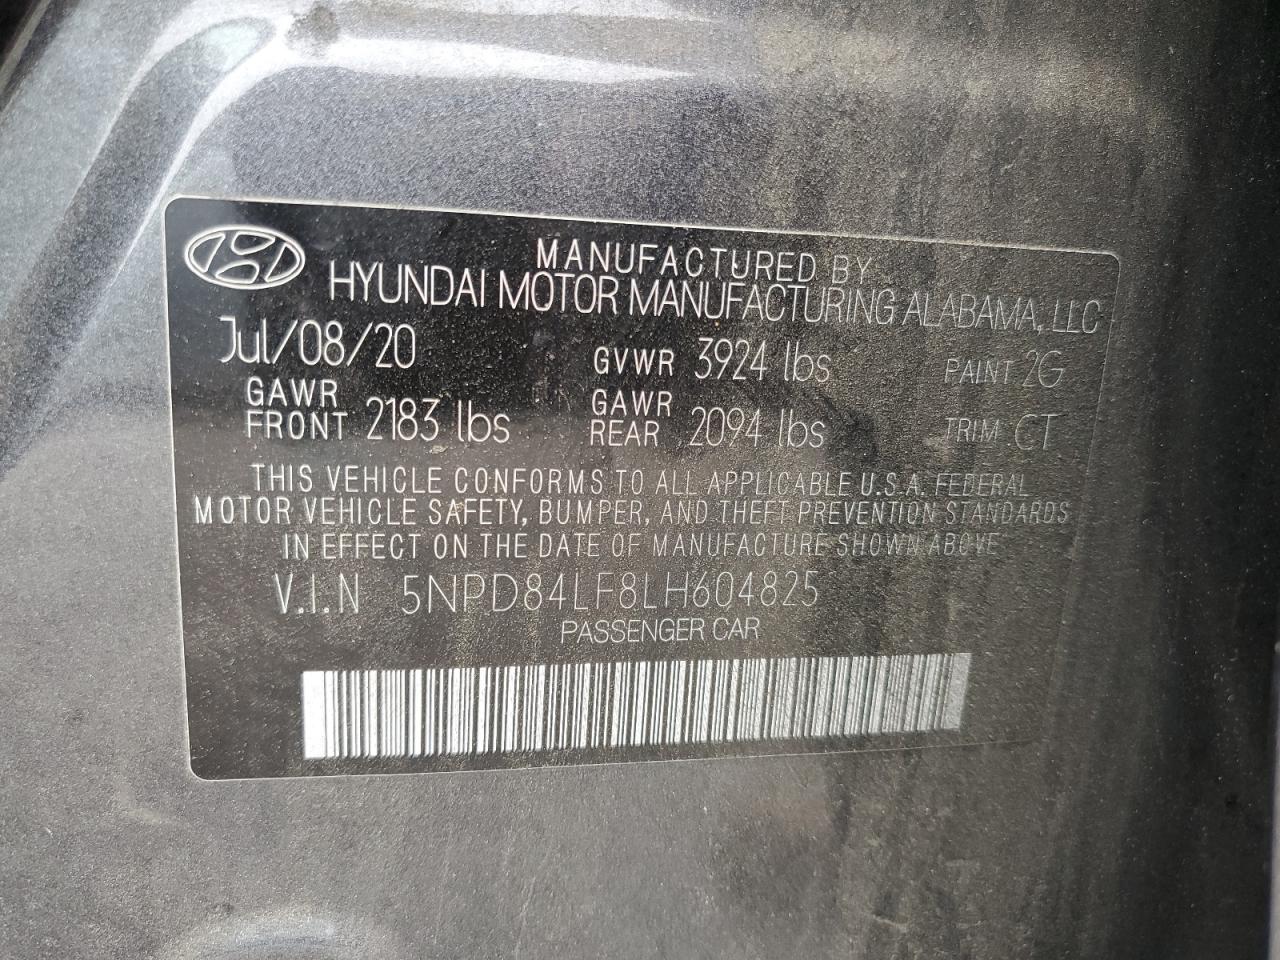 MANUFACTURED BY
HYUNDAI MOTOR MANUFACTURING ALABAMA, LLC
Jul/08/20 GVWR 3924 lbs PAINT 2G
GAWR FRONT 2183 lbs GAWR REAR 2094 lbs TRIM CT
THIS VEHICLE CONFORMS TO ALL APPLICABLE U.S.A. FEDERAL
MOTOR VEHICLE SAFETY, BUMPER, AND THEFT PREVENTION STANDARDS
IN EFFECT ON THE DATE OF MANUFACTURE SHOWN ABOVE
V.I.N 5NPD84LF8LH604825
PASSENGER CAR